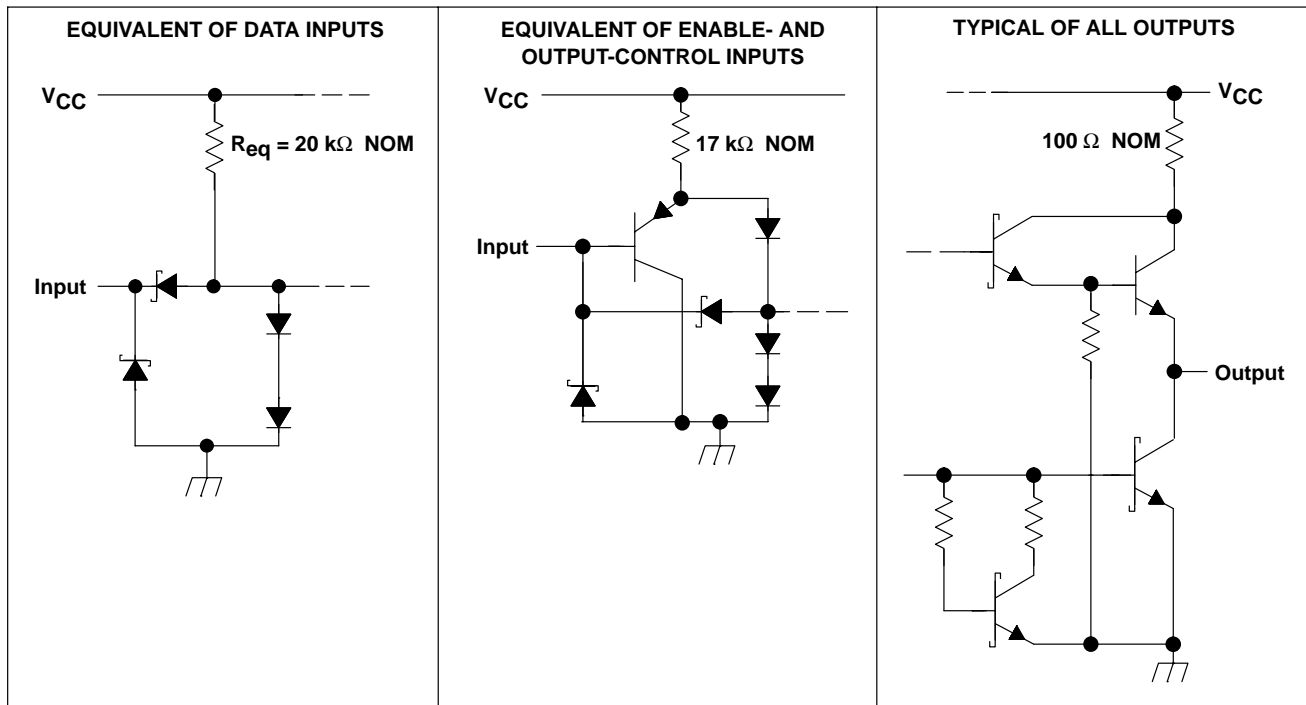 EQUIVALENT OF DATA INPUTS
VCC
Req = 20 kΩ NOM
Input
EQUIVALENT OF ENABLE- AND
OUTPUT-CONTROL INPUTS
VCC
17 kΩ NOM
Input
TYPICAL OF ALL OUTPUTS
VCC
100 Ω NOM
Output